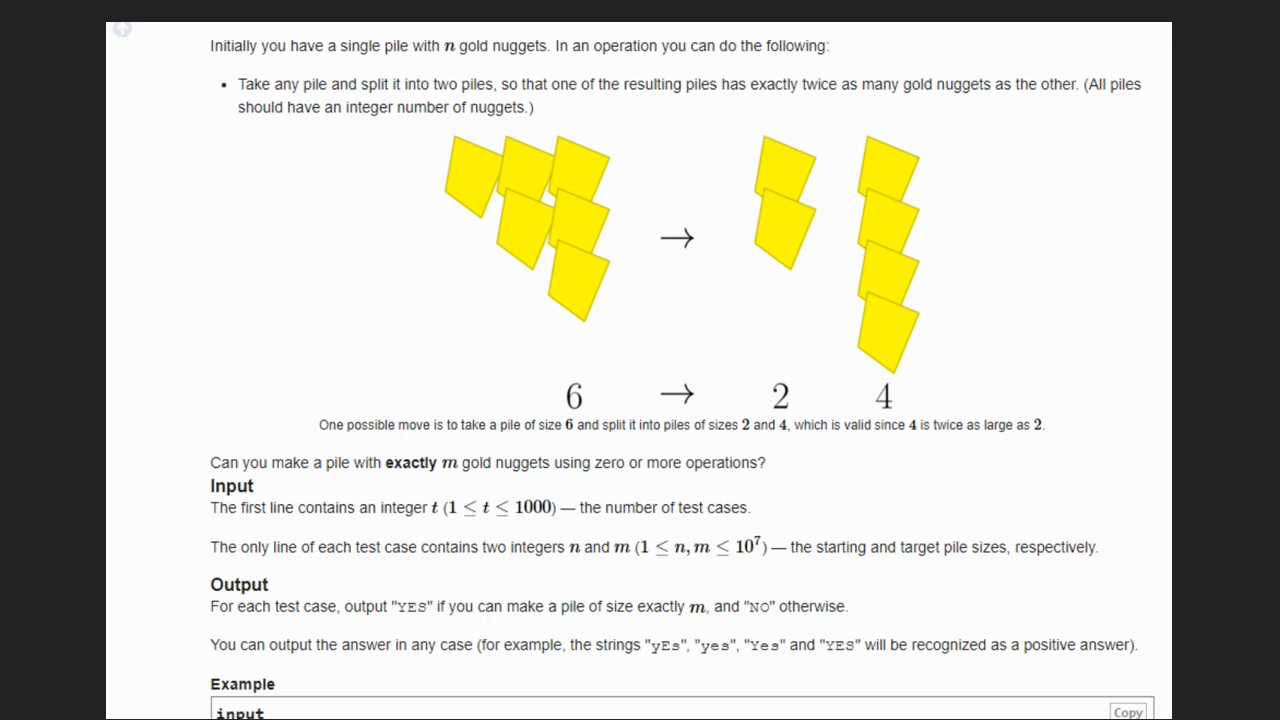 Initially you have a single pile with n gold nuggets. In an operation you can do the following:
• Take any pile and split it into two piles, so that one of the resulting piles has exactly twice as many gold nuggets as the other. (All piles
should have an integer number of nuggets.)
6 → 2 4
One possible move is to take a pile of size 6 and split it into piles of sizes 2 and 4, which is valid since 4 is twice as large as 2.
Can you make a pile with exactly m gold nuggets using zero or more operations?
Input
The first line contains an integer t (1 ≤ t ≤ 1000) — the number of test cases.
The only line of each test case contains two integers n and m (1 ≤ n, m ≤ 10⁷) — the starting and target pile sizes, respectively.
Output
For each test case, output "YES" if you can make a pile of size exactly m, and "NO" otherwise.
You can output the answer in any case (for example, the strings "yEs", "yes", "Yes" and "YES" will be recognized as a positive answer).
Example
input Copy